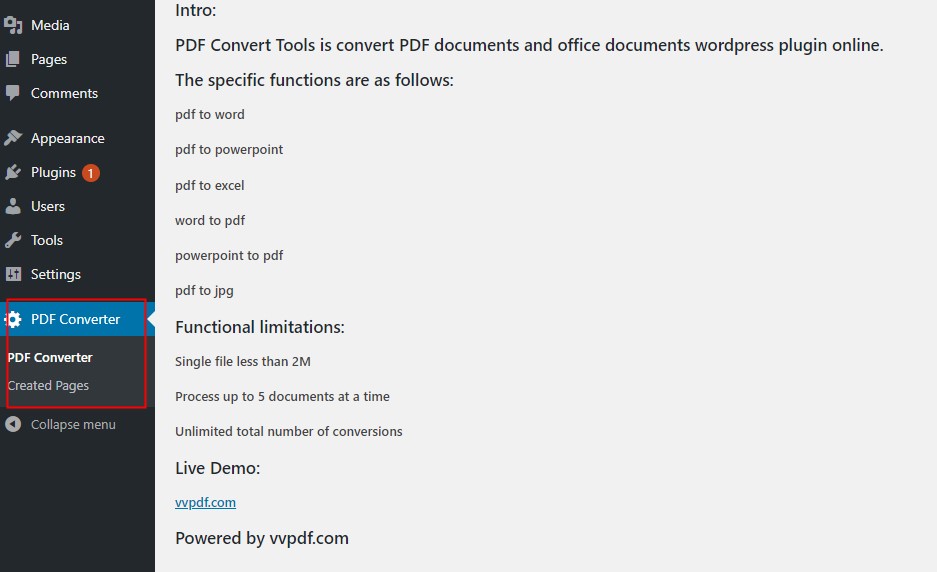 Media
Pages
Comments
Appearance
Plugins 1
Users
Tools
Settings
PDF Converter
PDF Converter
Created Pages
Collapse menu
Intro:
PDF Convert Tools is convert PDF documents and office documents wordpress plugin online.
The specific functions are as follows:
pdf to word
pdf to powerpoint
pdf to excel
word to pdf
powerpoint to pdf
pdf to jpg
Functional limitations:
Single file less than 2M
Process up to 5 documents at a time
Unlimited total number of conversions
Live Demo:
vvpdf.com
Powered by vvpdf.com